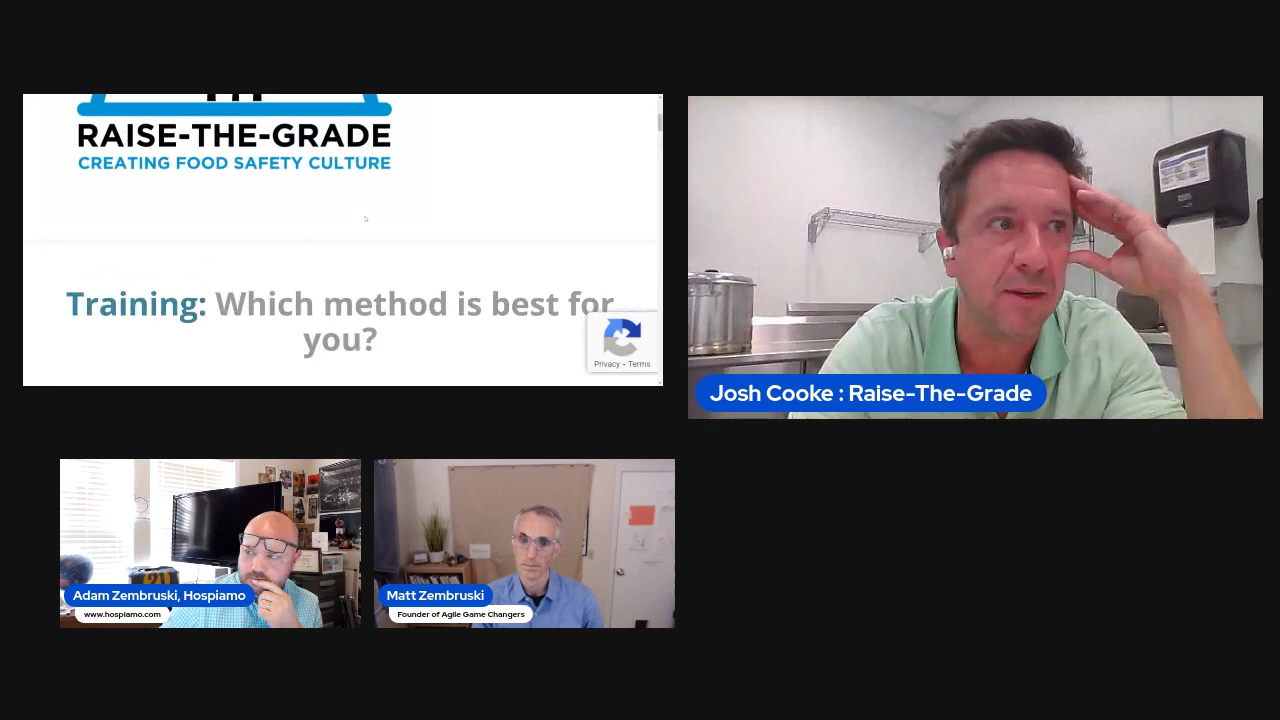 RAISE-THE-GRADE
CREATING FOOD SAFETY CULTURE
Training: Which method is best for
you?
Privacy - Terms
Josh Cooke : Raise-The-Grade
Adam Zembruski, Hospiamo
www.hospiamo.com
Matt Zembruski
Founder of Agile Game Changers